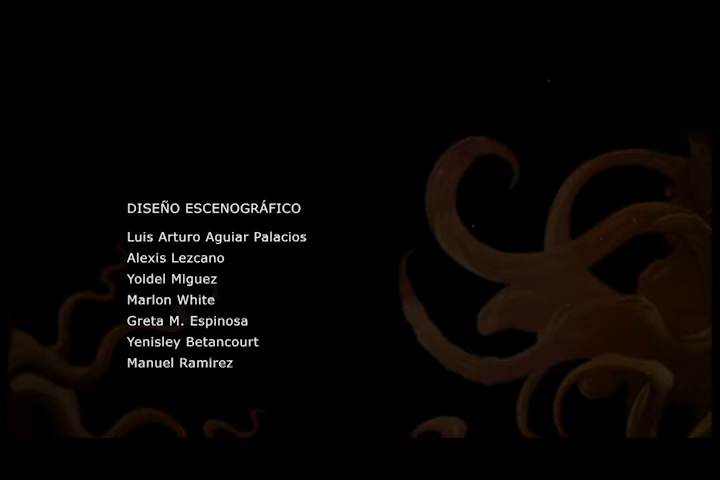 DISEÑO ESCENOGRÁFICO
Luis Arturo Aguiar Palacios
Alexis Lezcano
Yoidel Miguez
Marlon White
Greta M. Espinosa
Yenisley Betancourt
Manuel Ramirez